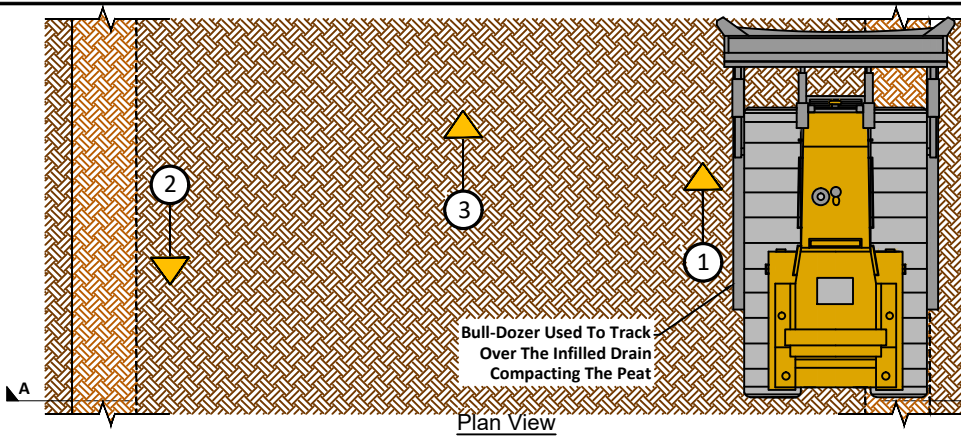 2
3
1
Bull-Dozer Used To Track
Over The Infilled Drain
Compacting The Peat
A
Plan View